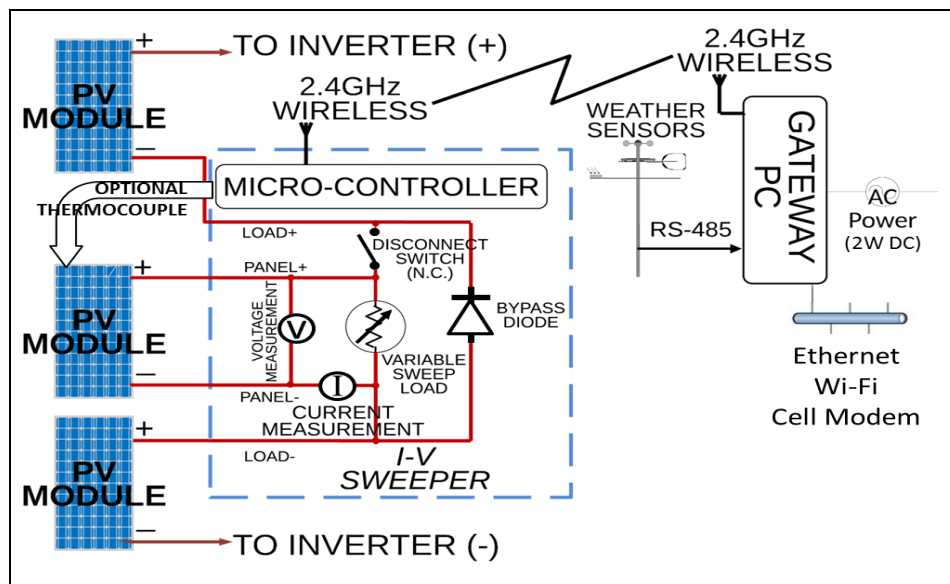 +
TO INVERTER (+)
PV
MODULE
−
2.4GHz
WIRELESS
2.4GHz
WIRELESS
WEATHER
SENSORS
GATEWAY
PC
RS-485
AC
Power
(2W DC)
Ethernet
Wi-Fi
Cell Modem
OPTIONAL
THERMOCOUPLE
MICRO-CONTROLLER
LOAD+
DISCONNECT
SWITCH
(N.C.)
PANEL+
+
PV
MODULE
−
VOLTAGE
MEASUREMENT
V
BYPASS
DIODE
VARIABLE
SWEEP
LOAD
PANEL-
I
CURRENT
MEASUREMENT
+
LOAD-
PV
MODULE
−
I-V
SWEEPER
TO INVERTER (-)